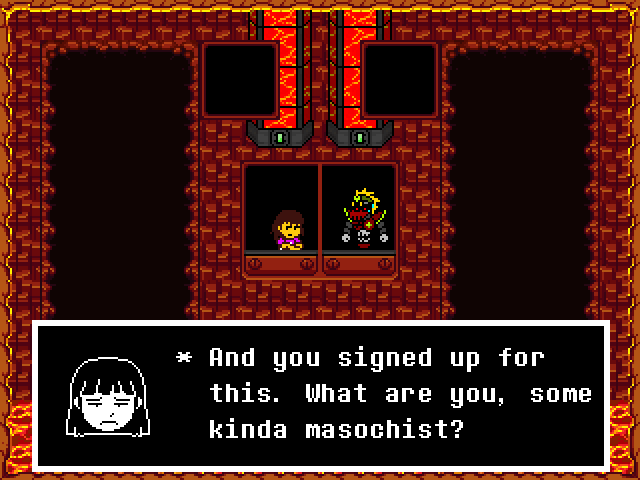 * And you signed up for
this. What are you, some
kinda masochist?